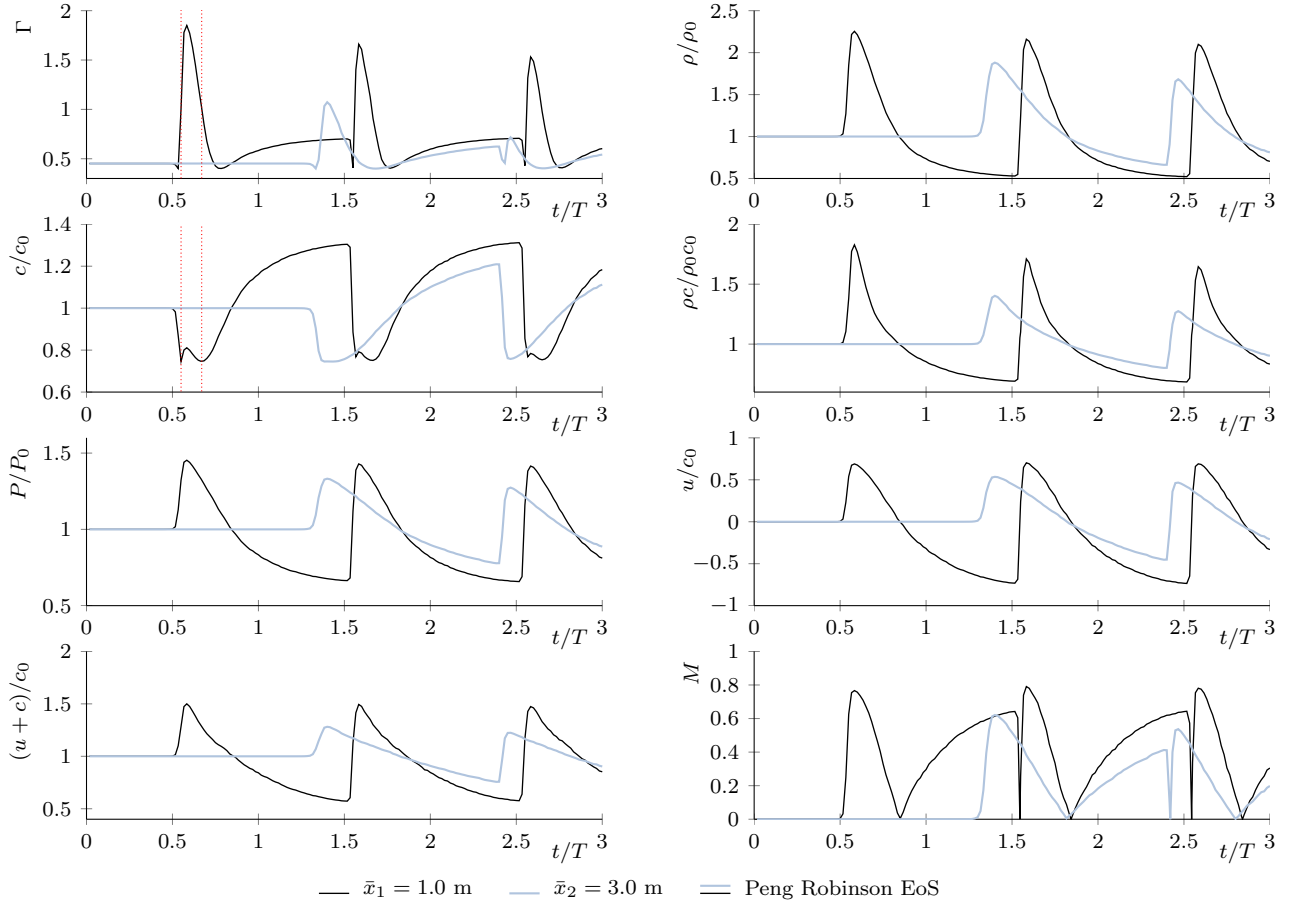 Γ
2
1.5
1
0.5
0 0.5 1 1.5 2 2.5 3
t/T
ρ/ρ₀
2.5
2
1.5
1
0.5
0 0.5 1 1.5 2 2.5 3
t/T
c/c₀
1.4
1.2
1
0.8
0.6
0 0.5 1 1.5 2 2.5 3
t/T
ρc/ρ₀c₀
2
1.5
1
0 0.5 1 1.5 2 2.5 3
t/T
P/P₀
1.5
1
0.5
0 0.5 1 1.5 2 2.5 3
t/T
u/c₀
1
0.5
0
−0.5
−1
0 0.5 1 1.5 2 2.5 3
t/T
(u + c)/c₀
2
1.5
1
0.5
0 0.5 1 1.5 2 2.5 3
t/T
M
1
0.8
0.6
0.4
0.2
0
0 0.5 1 1.5 2 2.5 3
t/T
x̄₁ = 1.0 m x̄₂ = 3.0 m Peng Robinson EoS